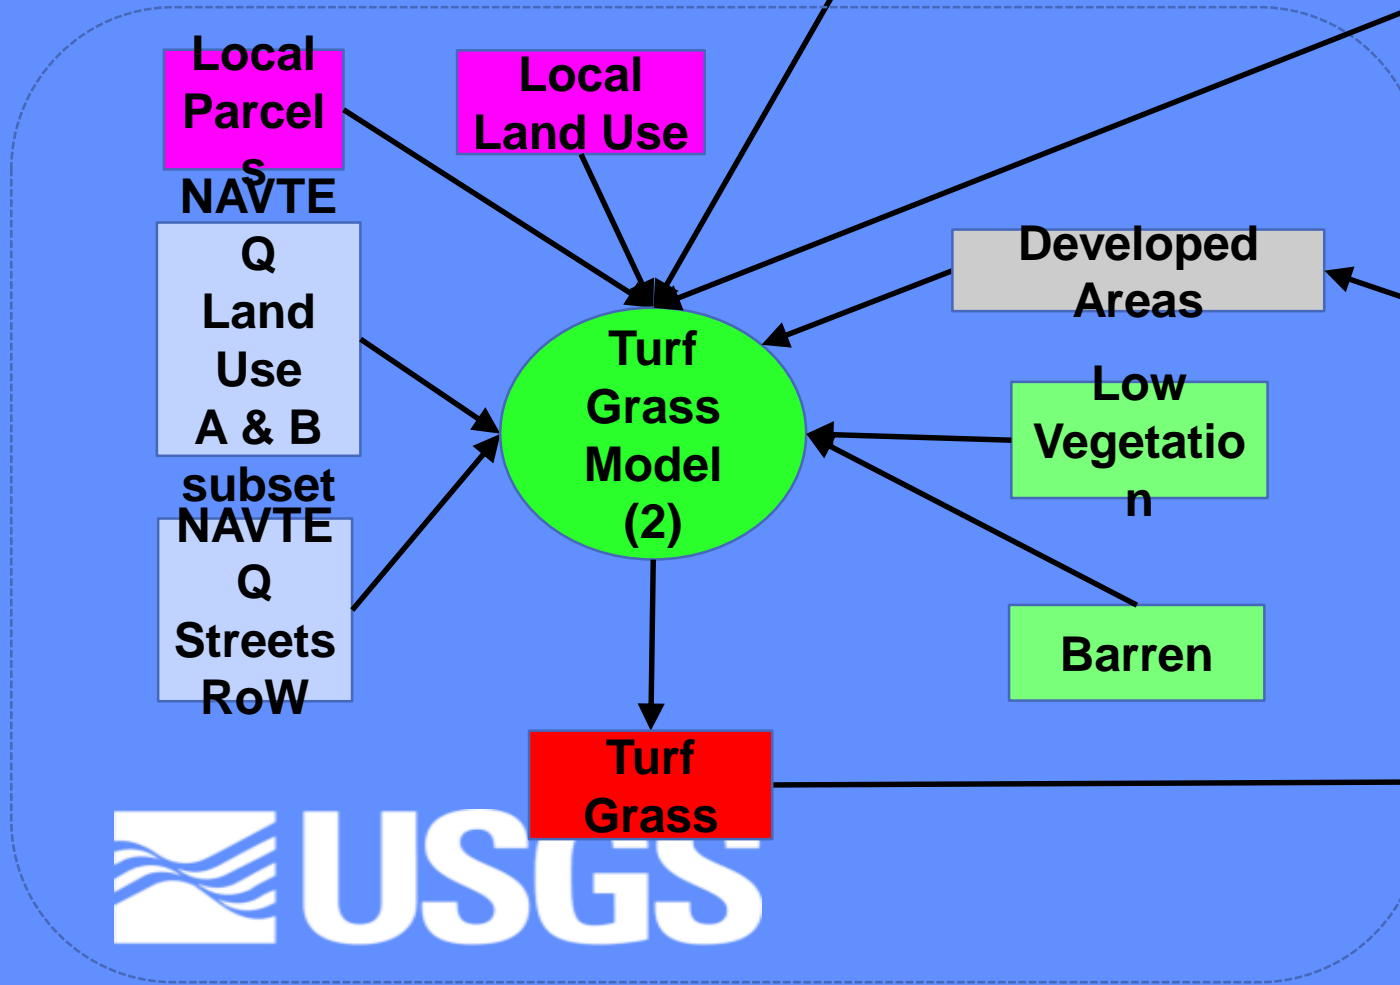 Local
Parcel
s
Local
Land Use
NAVTE
Q
Land
Use
A & B
subset
NAVTE
Q
Streets
RoW
Turf
Grass
Model
(2)
Developed
Areas
Low
Vegetatio
n
Barren
Turf
Grass
USGS